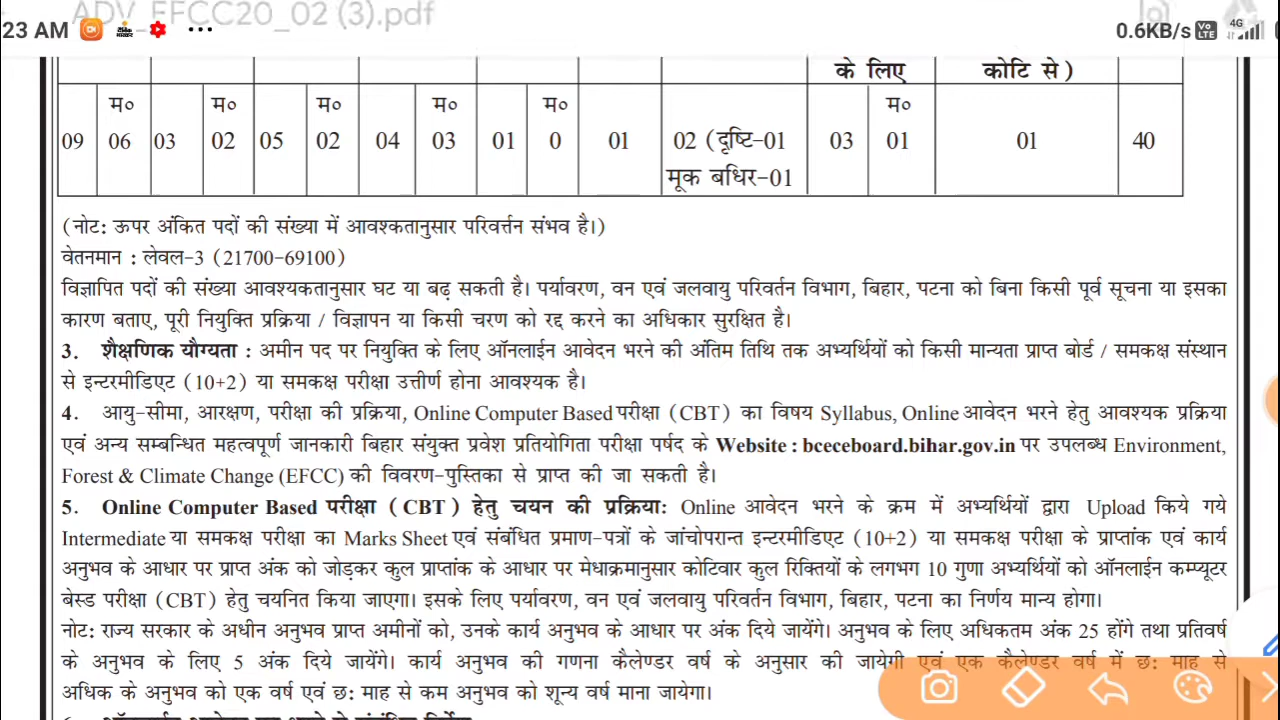 ADV_EFCC20_02 (3).pdf
23 AM
0.6KB/s Vo LTE 4G
के लिए कोटि से)
म० म० म० म० म० म०
09 06 03 02 05 02 04 03 01 0 01 02 (दृष्टि-01 03 01 01 40
मूक बधिर-01
(नोट: ऊपर अंकित पदों की संख्या में आवश्कतानुसार परिवर्त्तन संभव है।)
वेतनमान : लेवल-3 (21700-69100)
विज्ञापित पदों की संख्या आवश्यकतानुसार घट या बढ़ सकती है। पर्यावरण, वन एवं जलवायु परिवर्तन विभाग, बिहार, पटना को बिना किसी पूर्व सूचना या इसका
कारण बताए, पूरी नियुक्ति प्रक्रिया / विज्ञापन या किसी चरण को रद्द करने का अधिकार सुरक्षित है।
3. शैक्षणिक यौग्यता : अमीन पद पर नियुक्ति के लिए ऑनलाईन आवेदन भरने की अंतिम तिथि तक अभ्यर्थियों को किसी मान्यता प्राप्त बोर्ड / समकक्ष संस्थान
से इन्टरमीडिएट (10+2) या समकक्ष परीक्षा उत्तीर्ण होना आवश्यक है।
4. आयु-सीमा, आरक्षण, परीक्षा की प्रक्रिया, Online Computer Based परीक्षा (CBT) का विषय Syllabus, Online आवेदन भरने हेतु आवश्यक प्रक्रिया
एवं अन्य सम्बन्धित महत्वपूर्ण जानकारी बिहार संयुक्त प्रवेश प्रतियोगिता परीक्षा पर्षद के Website : bceceboard.bihar.gov.in पर उपलब्ध Environment,
Forest & Climate Change (EFCC) की विवरण-पुस्तिका से प्राप्त की जा सकती है।
5. Online Computer Based परीक्षा (CBT) हेतु चयन की प्रक्रिया: Online आवेदन भरने के क्रम में अभ्यर्थियों द्वारा Upload किये गये
Intermediate या समकक्ष परीक्षा का Marks Sheet एवं संबंधित प्रमाण-पत्रों के जांचोपरान्त इन्टरमीडिएट (10+2) या समकक्ष परीक्षा के प्राप्तांक एवं कार्य
अनुभव के आधार पर प्राप्त अंक को जोड़कर कुल प्राप्तांक के आधार पर मेधाक्रमानुसार कोटिवार कुल रिक्तियों के लगभग 10 गुणा अभ्यर्थियों को ऑनलाईन कम्प्यूटर
बेस्ड परीक्षा (CBT) हेतु चयनित किया जाएगा। इसके लिए पर्यावरण, वन एवं जलवायु परिवर्तन विभाग, बिहार, पटना का निर्णय मान्य होगा।
नोट: राज्य सरकार के अधीन अनुभव प्राप्त अमीनों को, उनके कार्य अनुभव के आधार पर अंक दिये जायेंगे। अनुभव के लिए अधिकतम अंक 25 होंगे तथा प्रतिवर्ष
के अनुभव के लिए 5 अंक दिये जायेंगे। कार्य अनुभव की गणना कैलेण्डर वर्ष के अनुसार की जायेगी एवं एक कैलेण्डर वर्ष में छ: माह से
अधिक के अनुभव को एक वर्ष एवं छ: माह से कम अनुभव को शून्य वर्ष माना जायेगा।